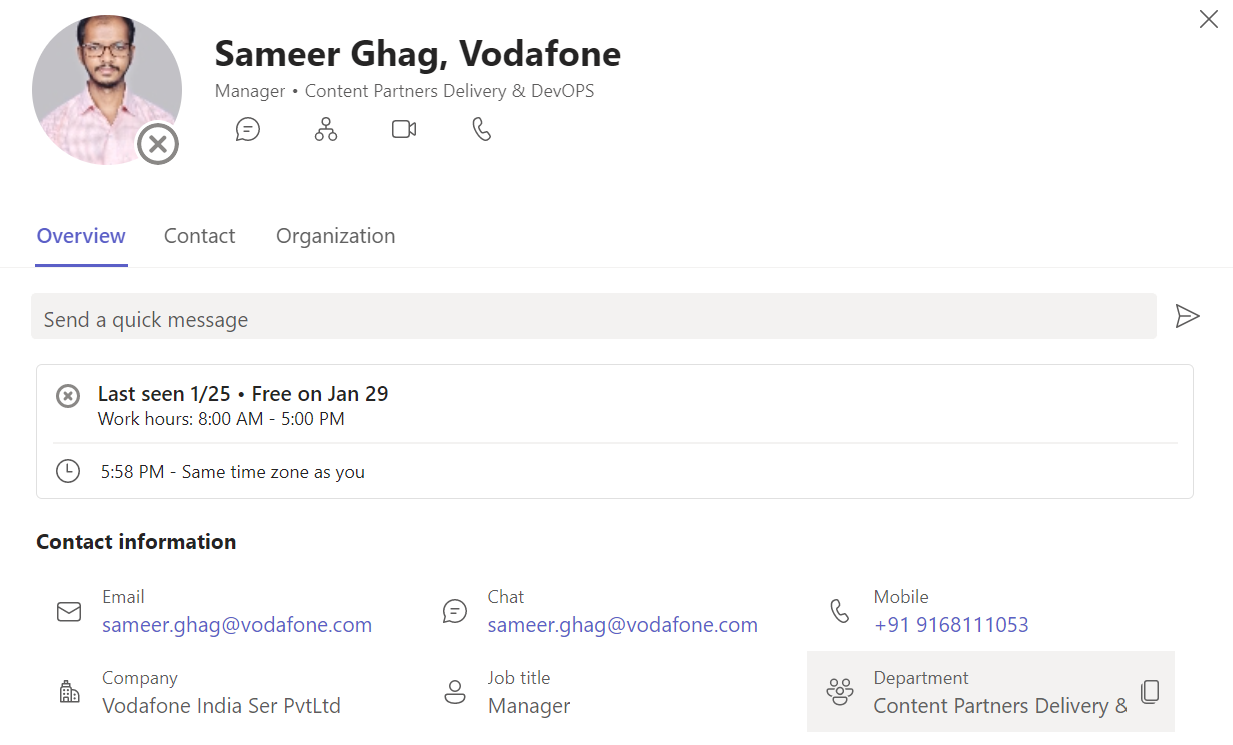 Sameer Ghag, Vodafone
Manager • Content Partners Delivery & DevOPS
Overview Contact Organization
Send a quick message
Last seen 1/25 • Free on Jan 29
Work hours: 8:00 AM - 5:00 PM
5:58 PM - Same time zone as you
Contact information
Email
sameer.ghag@vodafone.com
Chat
sameer.ghag@vodafone.com
Mobile
+91 9168111053
Company
Vodafone India Ser PvtLtd
Job title
Manager
Department
Content Partners Delivery &